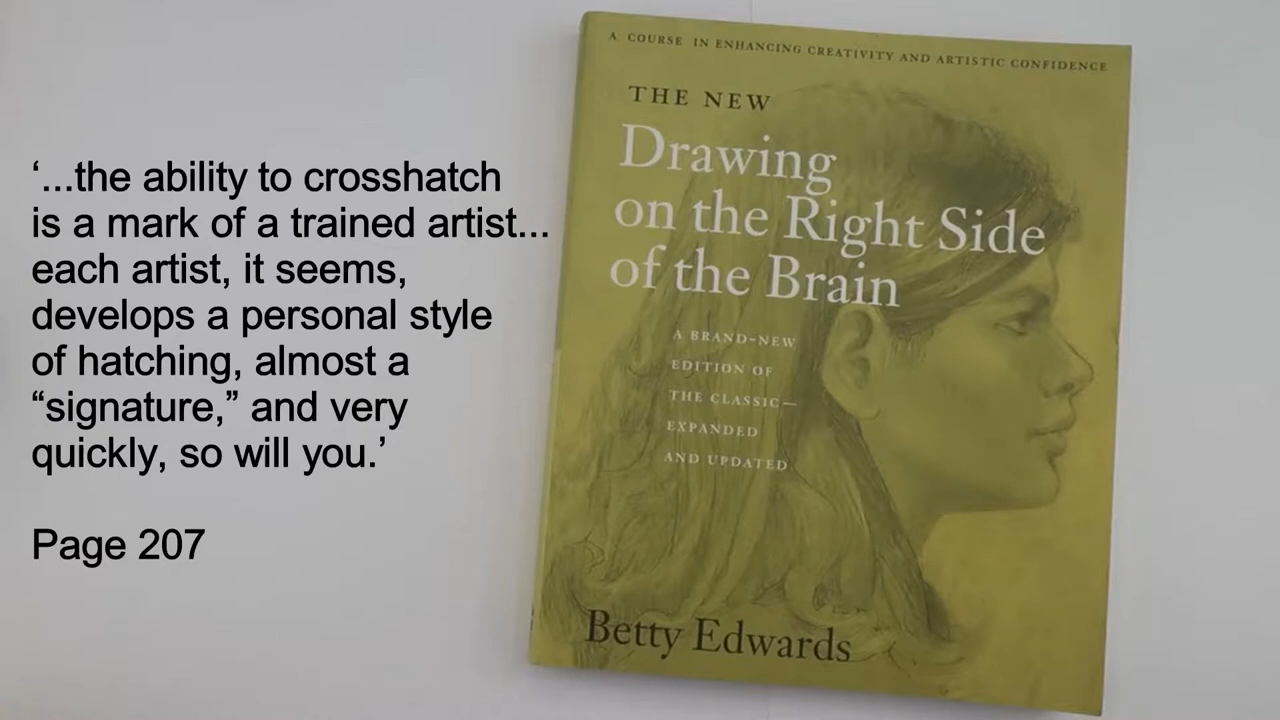 ‘...the ability to crosshatch
is a mark of a trained artist...
each artist, it seems,
develops a personal style
of hatching, almost a
“signature,” and very
quickly, so will you.’
Page 207
A COURSE IN ENHANCING CREATIVITY AND ARTISTIC CONFIDENCE
THE NEW
Drawing
on the Right Side
of the Brain
A BRAND-NEW
EDITION OF
THE CLASSIC—
EXPANDED
AND UPDATED
Betty Edwards